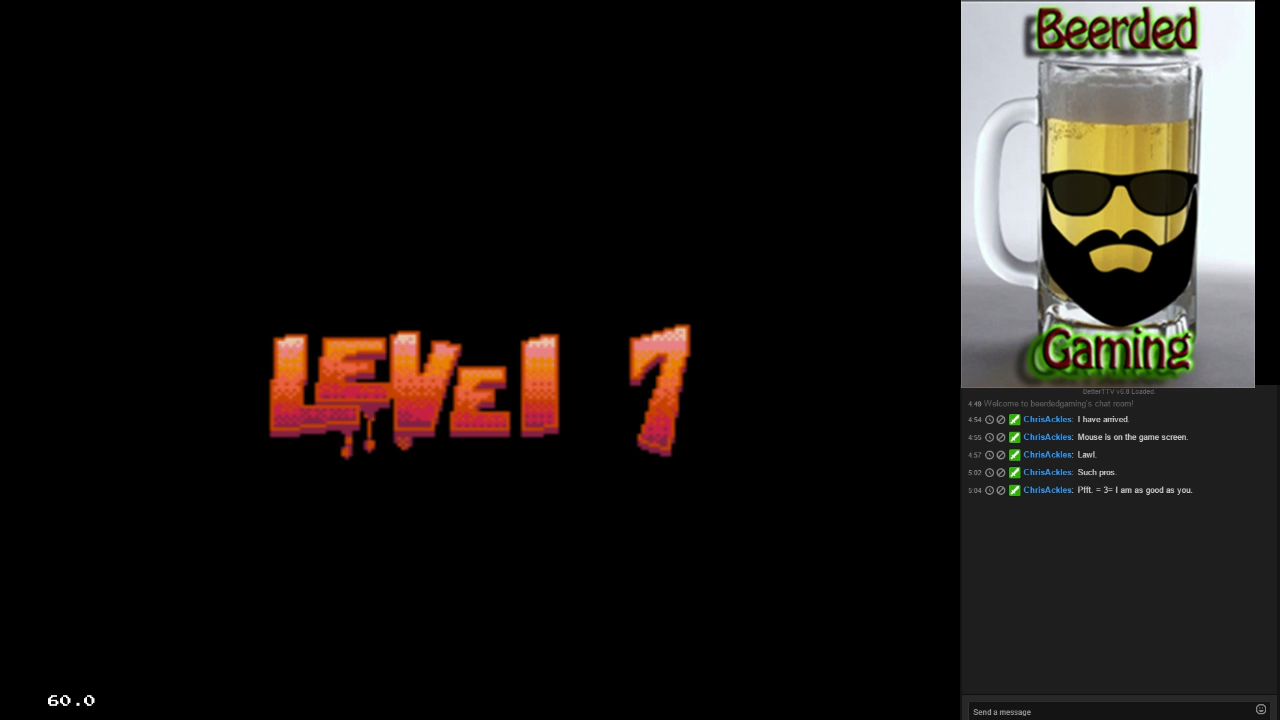 Beerded
Gaming
LEVEL 7
60.0
BetterTTV v6.8 Loaded.
4:49 Welcome to beerdedgaming's chat room!
4:54 ChrisAckles: I have arrived.
4:55 ChrisAckles: Mouse is on the game screen.
4:57 ChrisAckles: Lawl.
5:02 ChrisAckles: Such pros.
5:04 ChrisAckles: Pfft. = 3= I am as good as you.
Send a message